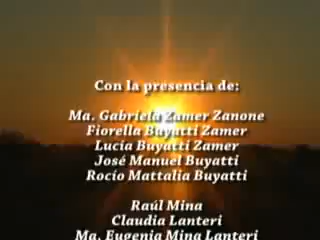 Con la presencia de:
Ma. Gabriela Zamer Zanone
Fiorella Buyatti Zamer
Lucia Buyatti Zamer
José Manuel Buyatti
Rocío Mattalia Buyatti
Raúl Mina
Claudia Lanteri
Ma. Eugenia Mina Lanteri